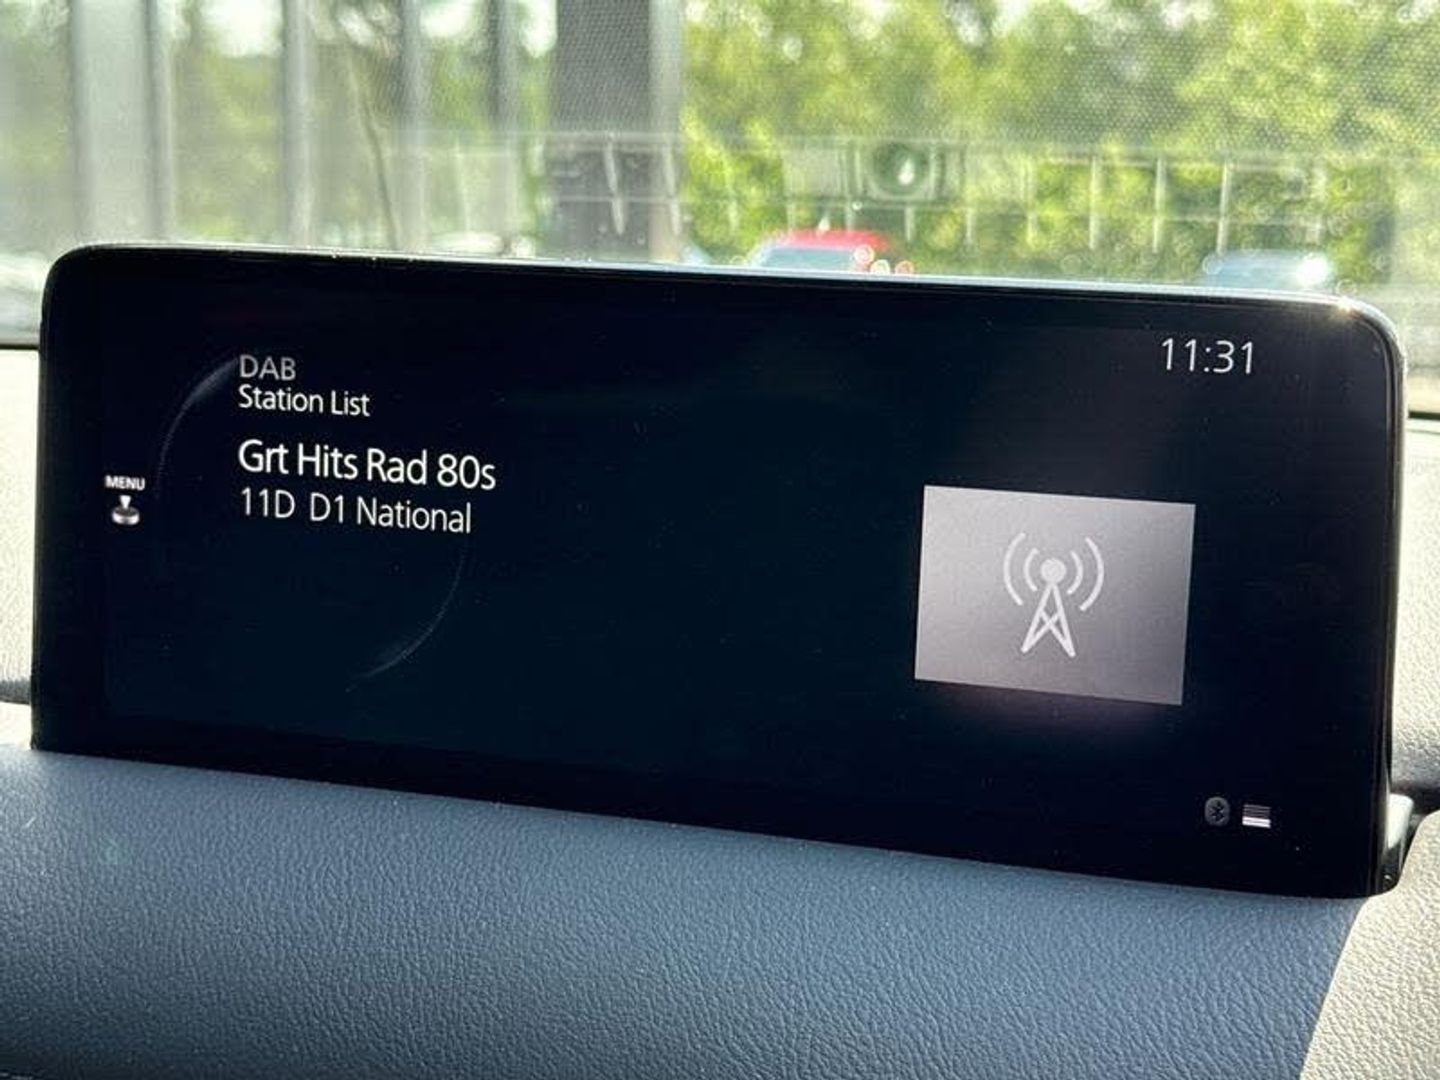 DAB
11:31
Station List
Grt Hits Rad 80s
11D D1 National
MENU